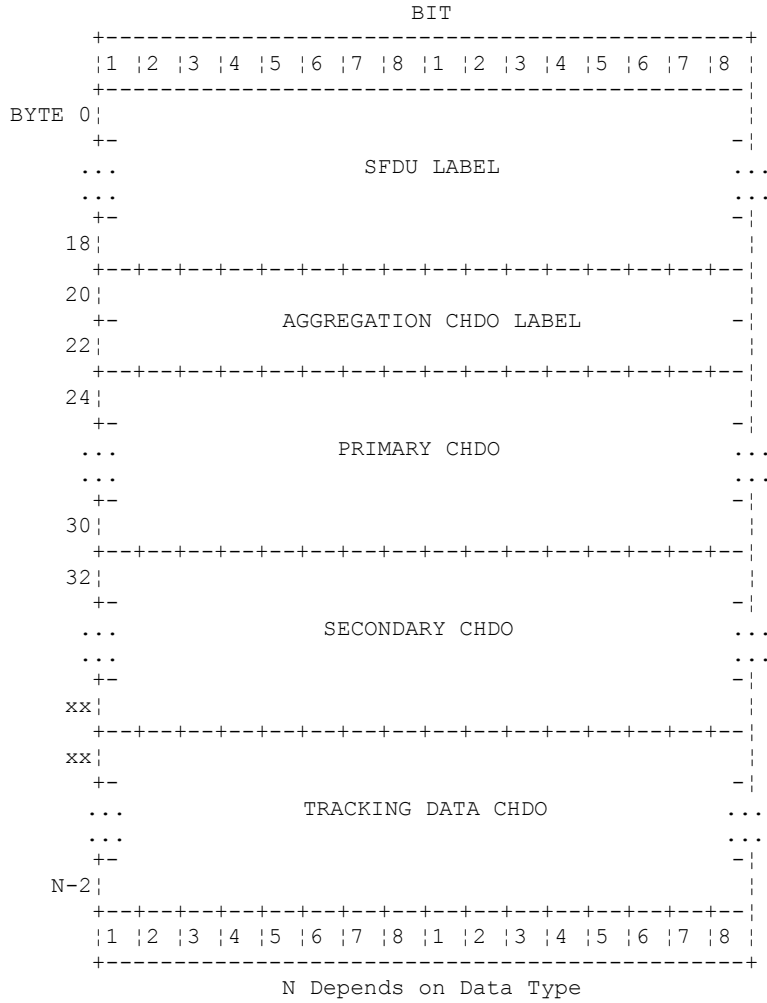 BIT
+-----------------------------------------------+
¦1 ¦2 ¦3 ¦4 ¦5 ¦6 ¦7 ¦8 ¦1 ¦2 ¦3 ¦4 ¦5 ¦6 ¦7 ¦8 ¦
+-----------------------------------------------
BYTE 0¦ ¦
+- -¦
... SFDU LABEL ...
... ...
+- -¦
18¦ ¦
+--+--+--+--+--+--+--+--+--+--+--+--+--+--+--+--¦
20¦ ¦
+- AGGREGATION CHDO LABEL -¦
22¦ ¦
+--+--+--+--+--+--+--+--+--+--+--+--+--+--+--+--¦
24¦ ¦
+- -¦
... PRIMARY CHDO ...
... ...
+- -¦
30¦ ¦
+--+--+--+--+--+--+--+--+--+--+--+--+--+--+--+--¦
32¦ ¦
+- -¦
... SECONDARY CHDO ...
... ...
+- -¦
xx¦ ¦
+--+--+--+--+--+--+--+--+--+--+--+--+--+--+--+--¦
xx¦ ¦
+- -¦
... TRACKING DATA CHDO ...
... ...
+- -¦
N-2¦ ¦
+--+--+--+--+--+--+--+--+--+--+--+--+--+--+--+--¦
¦1 ¦2 ¦3 ¦4 ¦5 ¦6 ¦7 ¦8 ¦1 ¦2 ¦3 ¦4 ¦5 ¦6 ¦7 ¦8 ¦
+-----------------------------------------------+
N Depends on Data Type